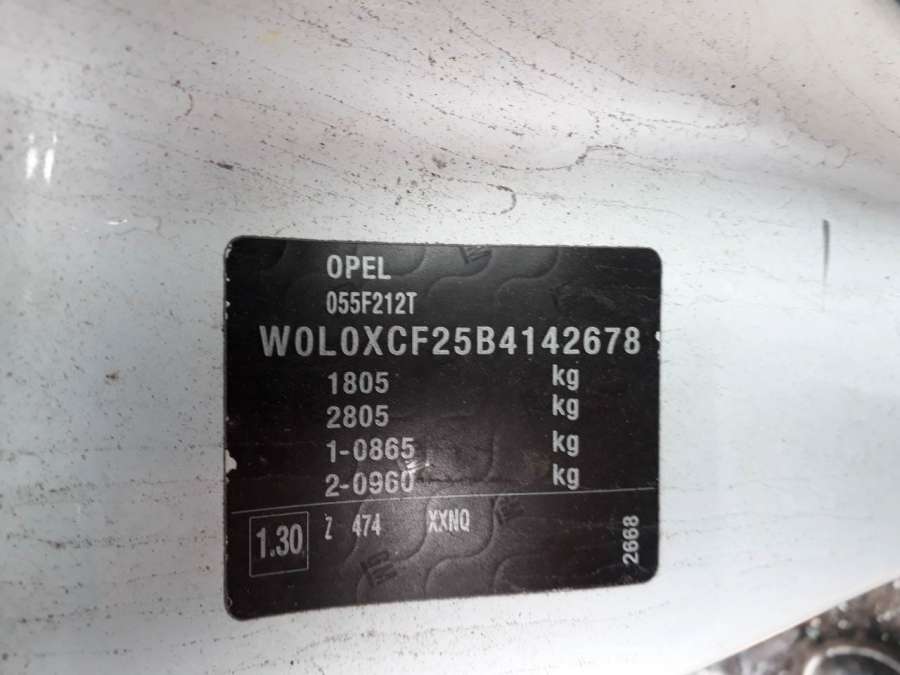 OPEL
055F212T
W0L0XCF25B4142678
1805 kg
2805 kg
1-0865 kg
2-0960 kg
1.30 Z 474 XXNQ
2668